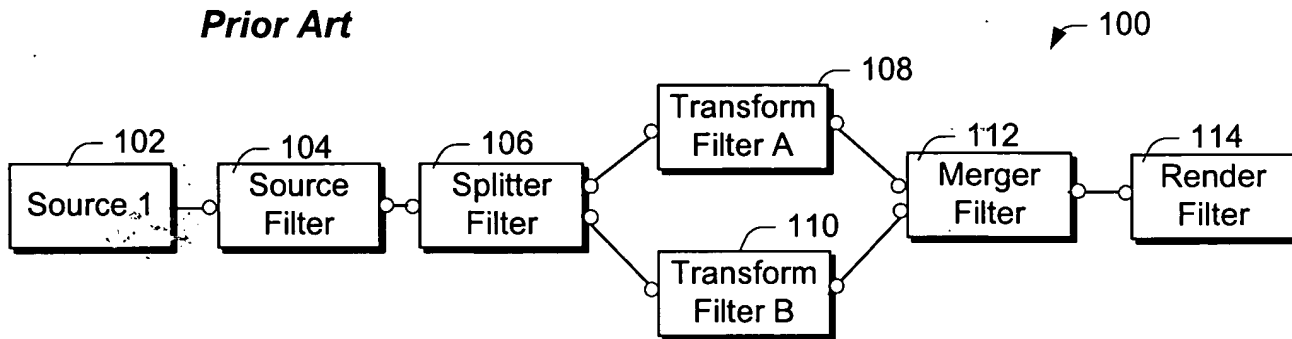 Prior Art
100
102
Source 1
104
Source
Filter
106
Splitter
Filter
108
Transform
Filter A
110
Transform
Filter B
112
Merger
Filter
114
Render
Filter